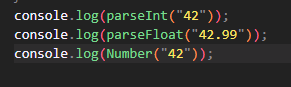 console.log(parseInt("42"));
console.log(parseFloat("42.99"));
console.log(Number("42"));